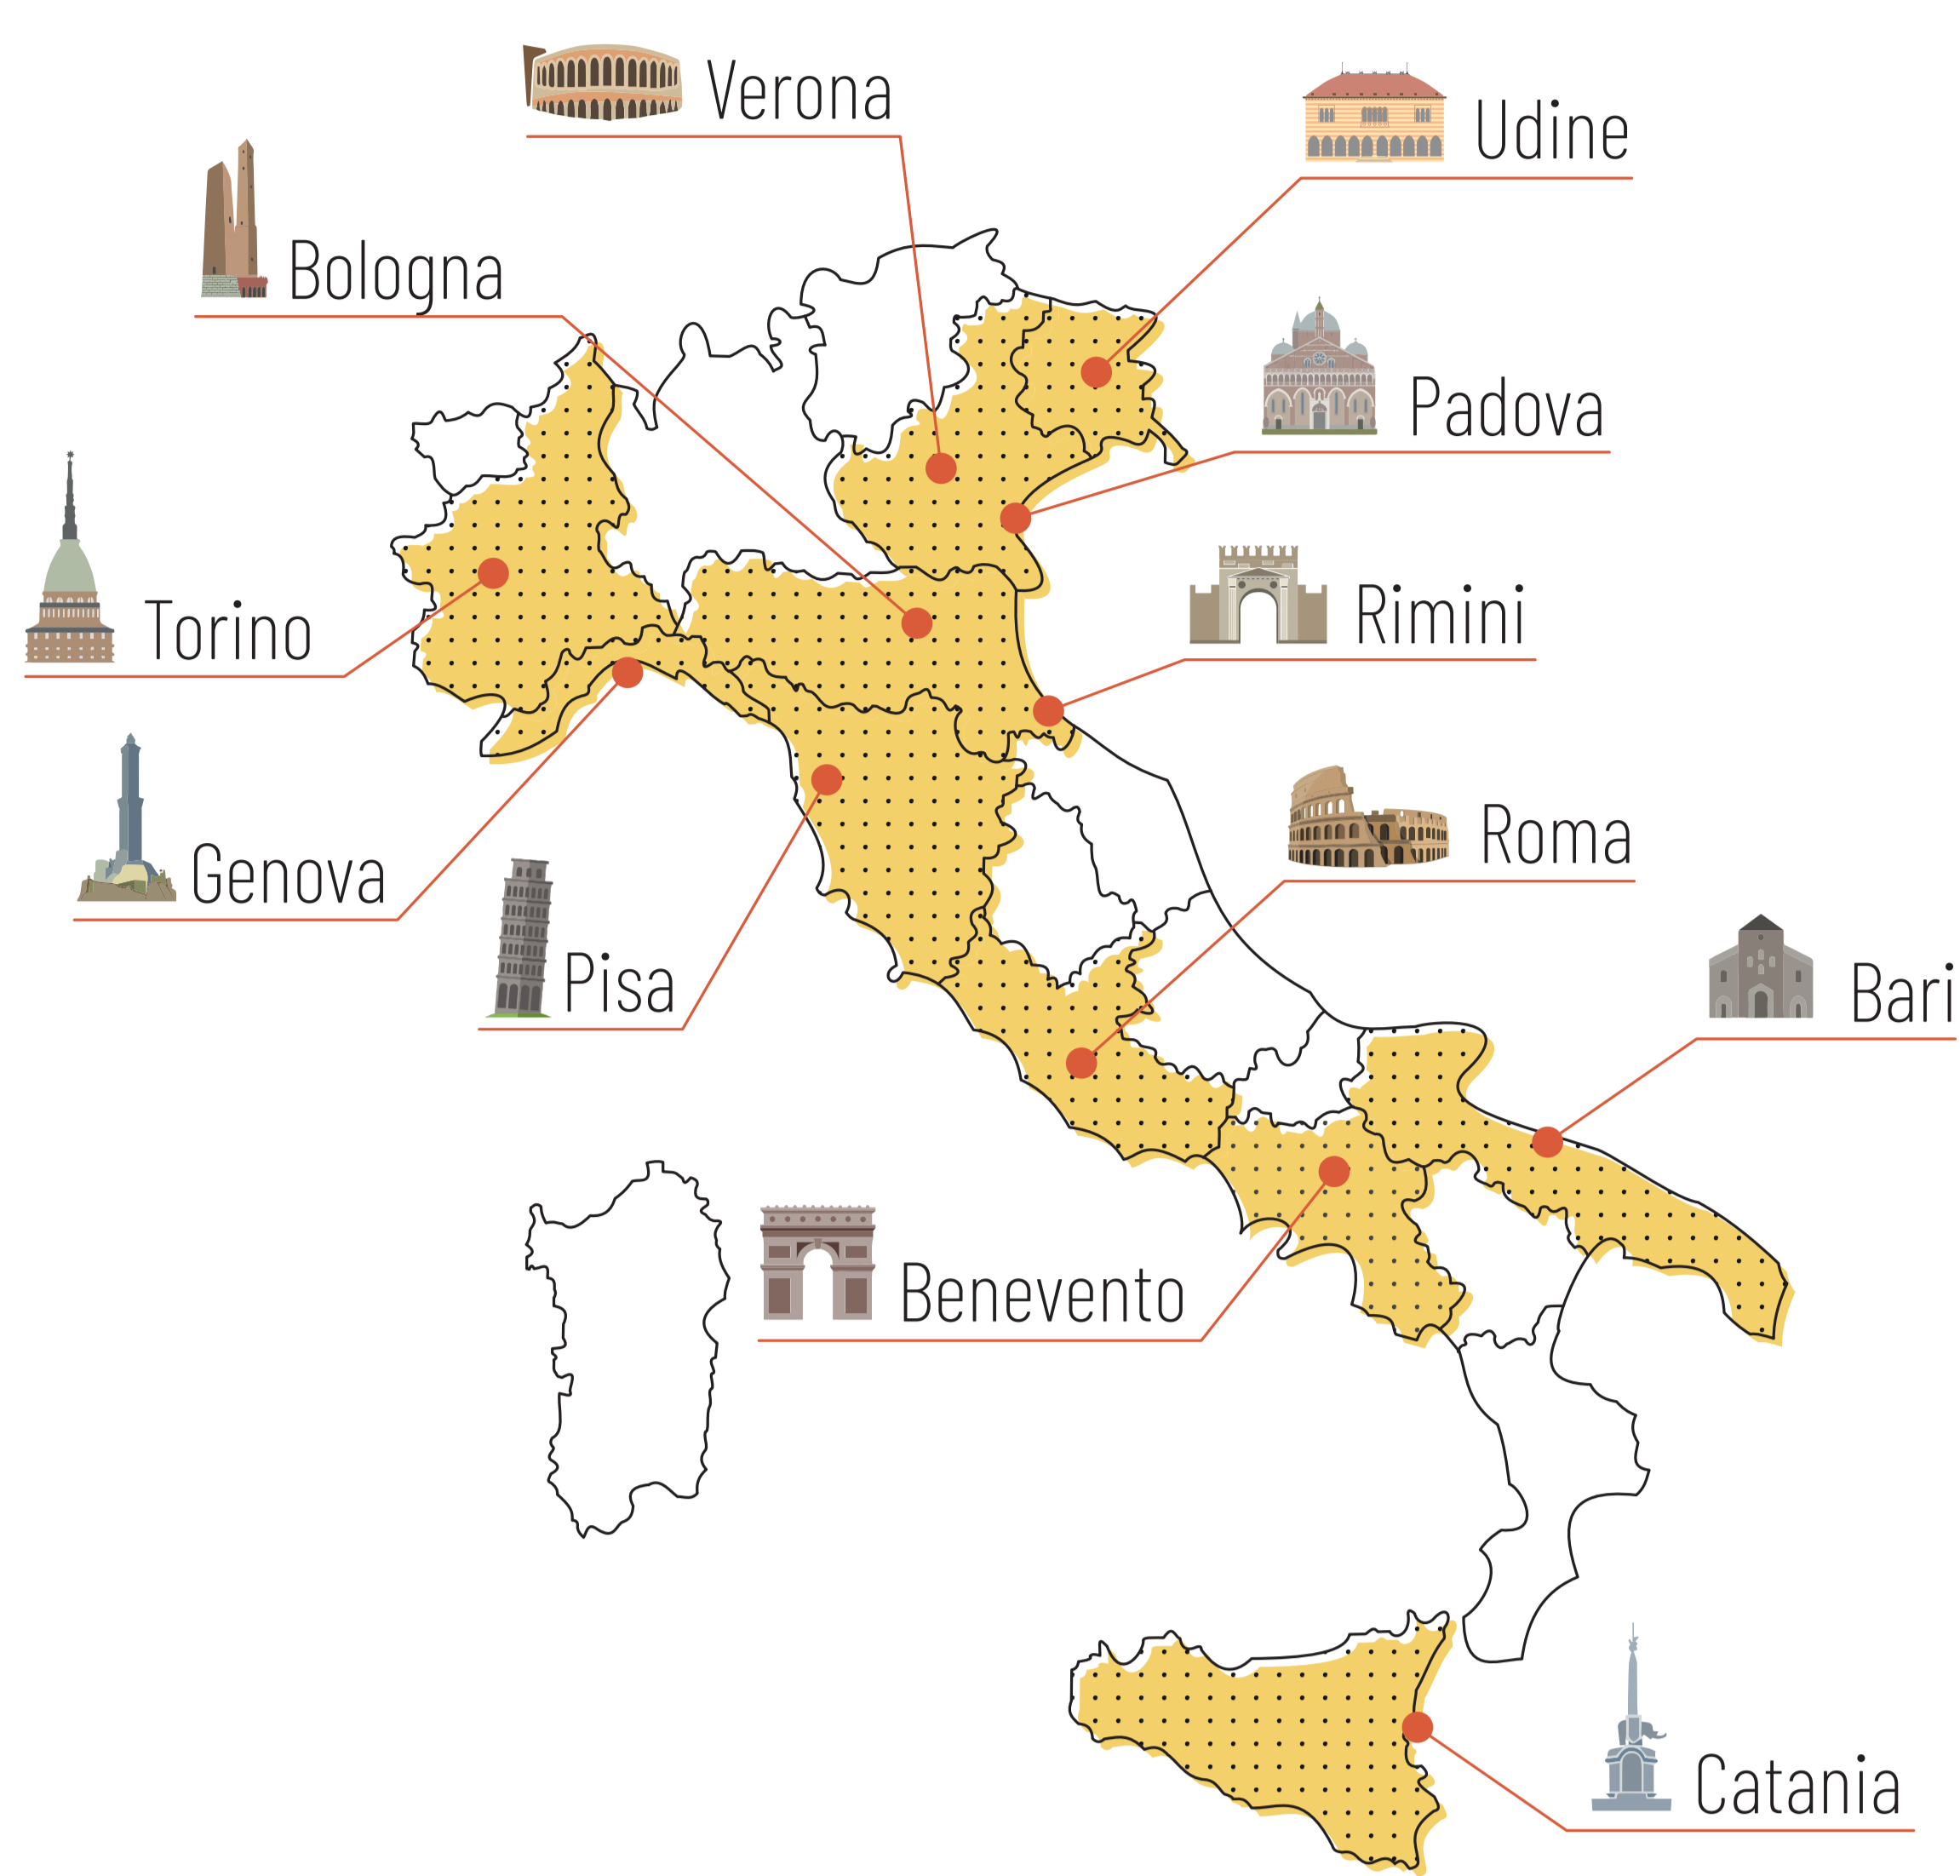 Verona
Udine
Bologna
Padova
Torino
Rimini
Genova
Roma
Pisa
Bari
Benevento
Catania